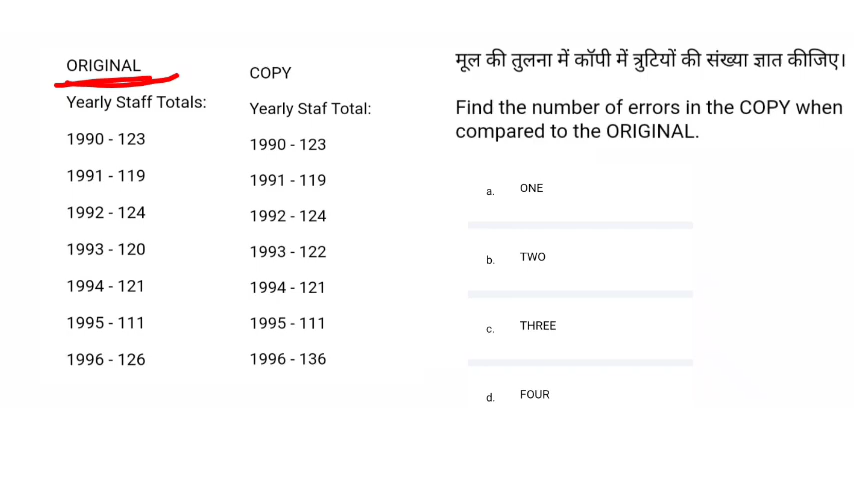 ORIGINAL
Yearly Staff Totals:
1990 - 123
1991 - 119
1992 - 124
1993 - 120
1994 - 121
1995 - 111
1996 - 126
COPY
Yearly Staf Total:
1990 - 123
1991 - 119
1992 - 124
1993 - 122
1994 - 121
1995 - 111
1996 - 136
मूल की तुलना में कॉपी में त्रुटियों की संख्या ज्ञात कीजिए।
Find the number of errors in the COPY when
compared to the ORIGINAL.
a. ONE
b. TWO
c. THREE
d. FOUR